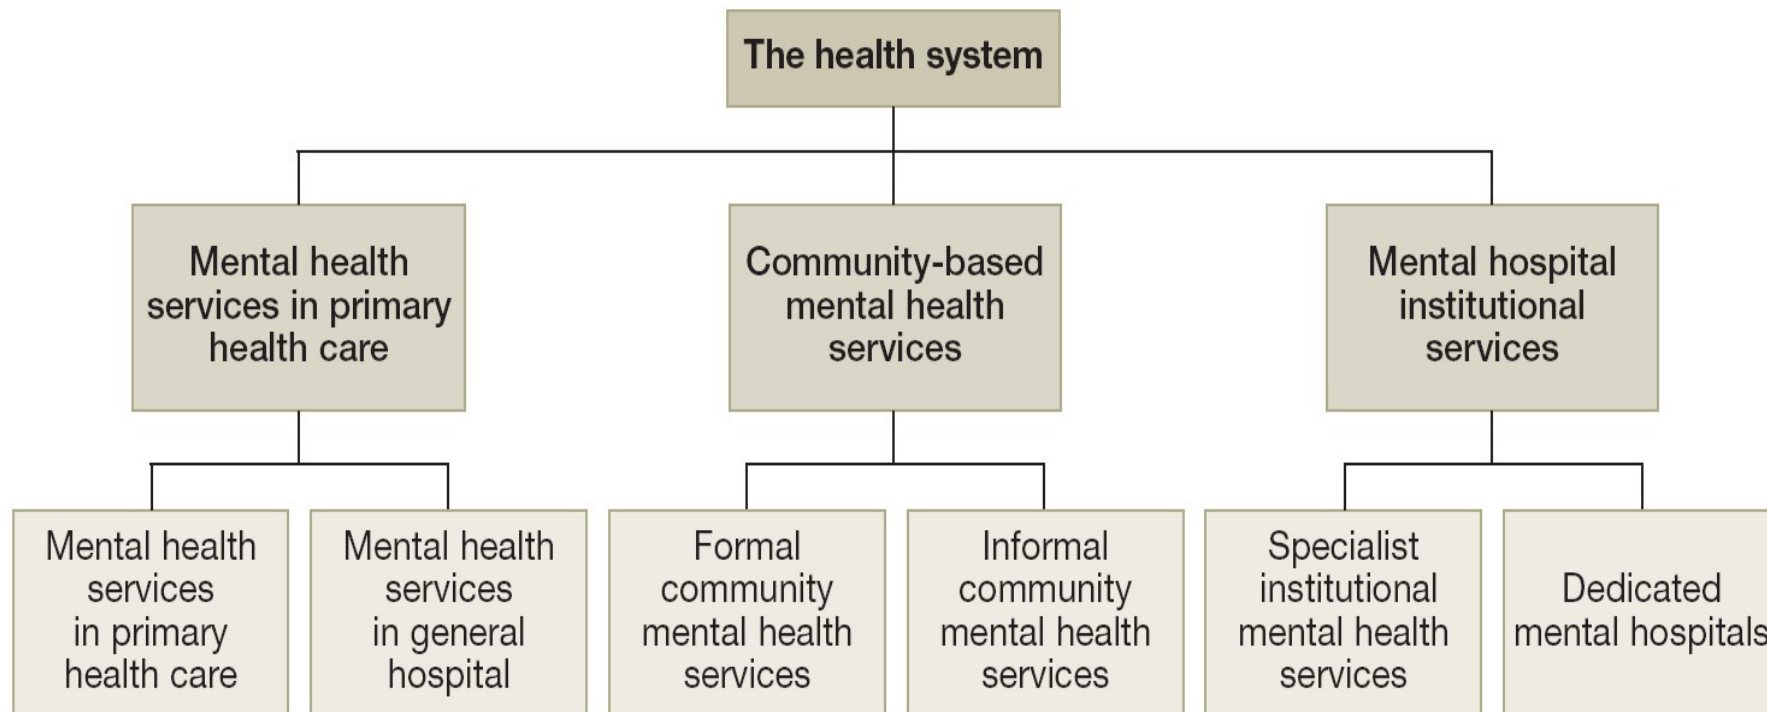 The health system
Mental health
services in primary
health care
Community-based
mental health
services
Mental hospital
institutional
services
Mental health
services
in primary
health care
Mental health
services
in general
hospital
Formal
community
mental health
services
Informal
community
mental health
services
Specialist
institutional
mental health
services
Dedicated
mental hospitals